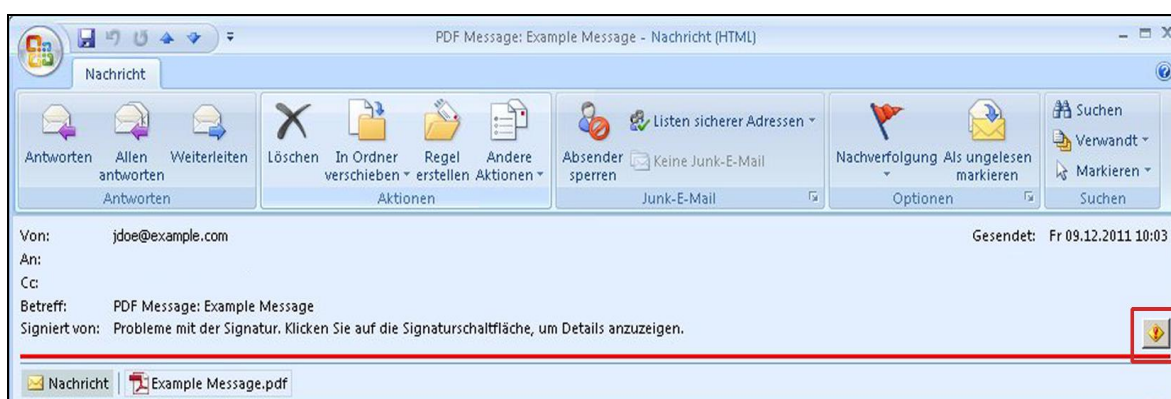 PDF Message: Example Message - Nachricht (HTML)
Nachricht
Antworten
Allen antworten
Weiterleiten
Löschen
In Ordner verschieben
Regel erstellen
Andere Aktionen
Absender sperren
Listen sicherer Adressen
Keine Junk-E-Mail
Nachverfolgung
Als ungelesen markieren
Suchen
Verwandt
Markieren
Antworten
Aktionen
Junk-E-Mail
Optionen
Suchen
Von: jdoe@example.com Gesendet: Fr 09.12.2011 10:03
An:
Cc:
Betreff: PDF Message: Example Message
Signiert von: Probleme mit der Signatur. Klicken Sie auf die Signaturschaltfläche, um Details anzuzeigen.
Nachricht Example Message.pdf